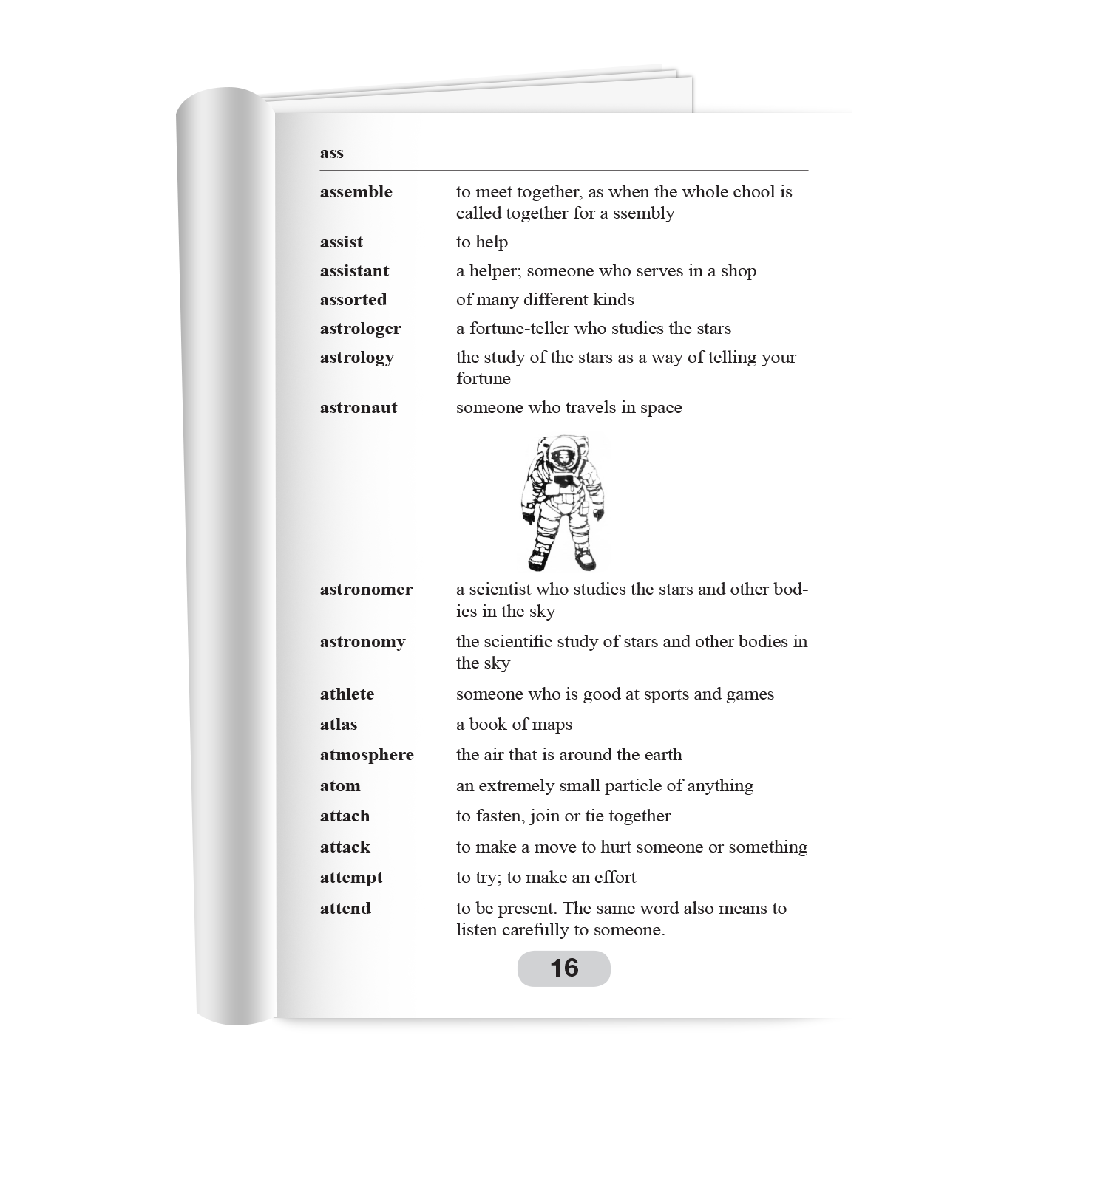 ass
assemble to meet together, as when the whole chool is
called together for a ssembly
assist to help
assistant a helper; someone who serves in a shop
assorted of many different kinds
astrologer a fortune-teller who studies the stars
astrology the study of the stars as a way of telling your
fortune
astronaut someone who travels in space
astronomer a scientist who studies the stars and other bod-
ies in the sky
astronomy the scientific study of stars and other bodies in
the sky
athlete someone who is good at sports and games
atlas a book of maps
atmosphere the air that is around the earth
atom an extremely small particle of anything
attach to fasten, join or tie together
attack to make a move to hurt someone or something
attempt to try; to make an effort
attend to be present. The same word also means to
listen carefully to someone.
16